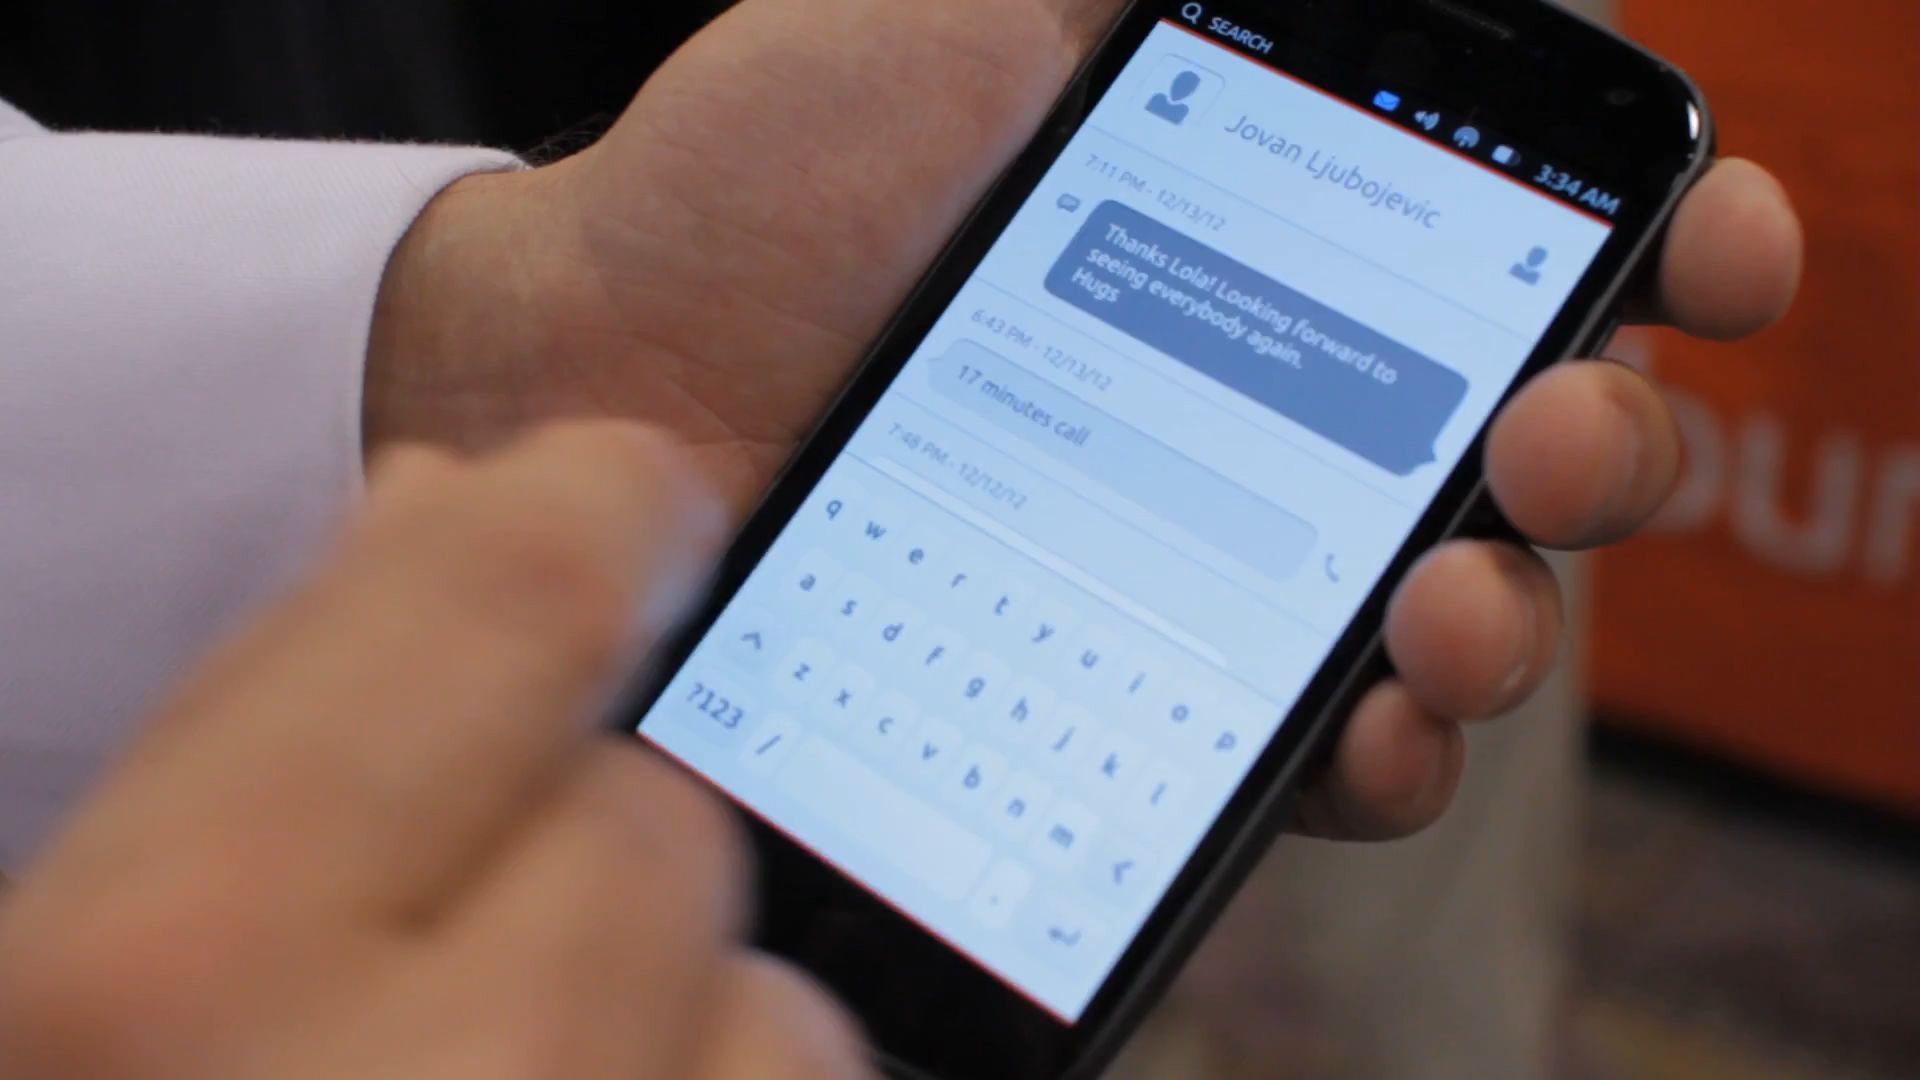 SEARCH
3:34 AM
Jovan Ljubojevic
7:11 PM - 12/13/12
Thanks Lola! Looking forward to
seeing everybody again.
Hugs
6:43 PM - 12/13/12
17 minutes call
7:48 PM - 12/12/12
q w e r t y u i o p
a s d f g h j k l
z x c v b n m
?123 / .